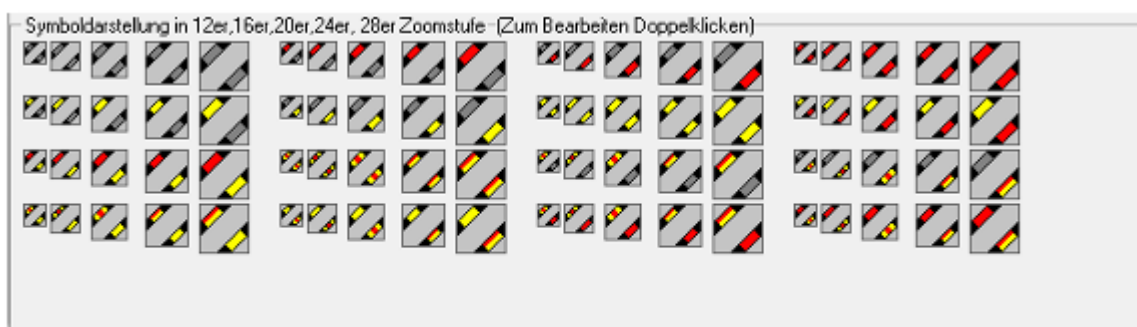 Symboldarstellung in 12er,16er,20er,24er, 28er Zoomstufe (Zum Bearbeiten Doppelklicken)